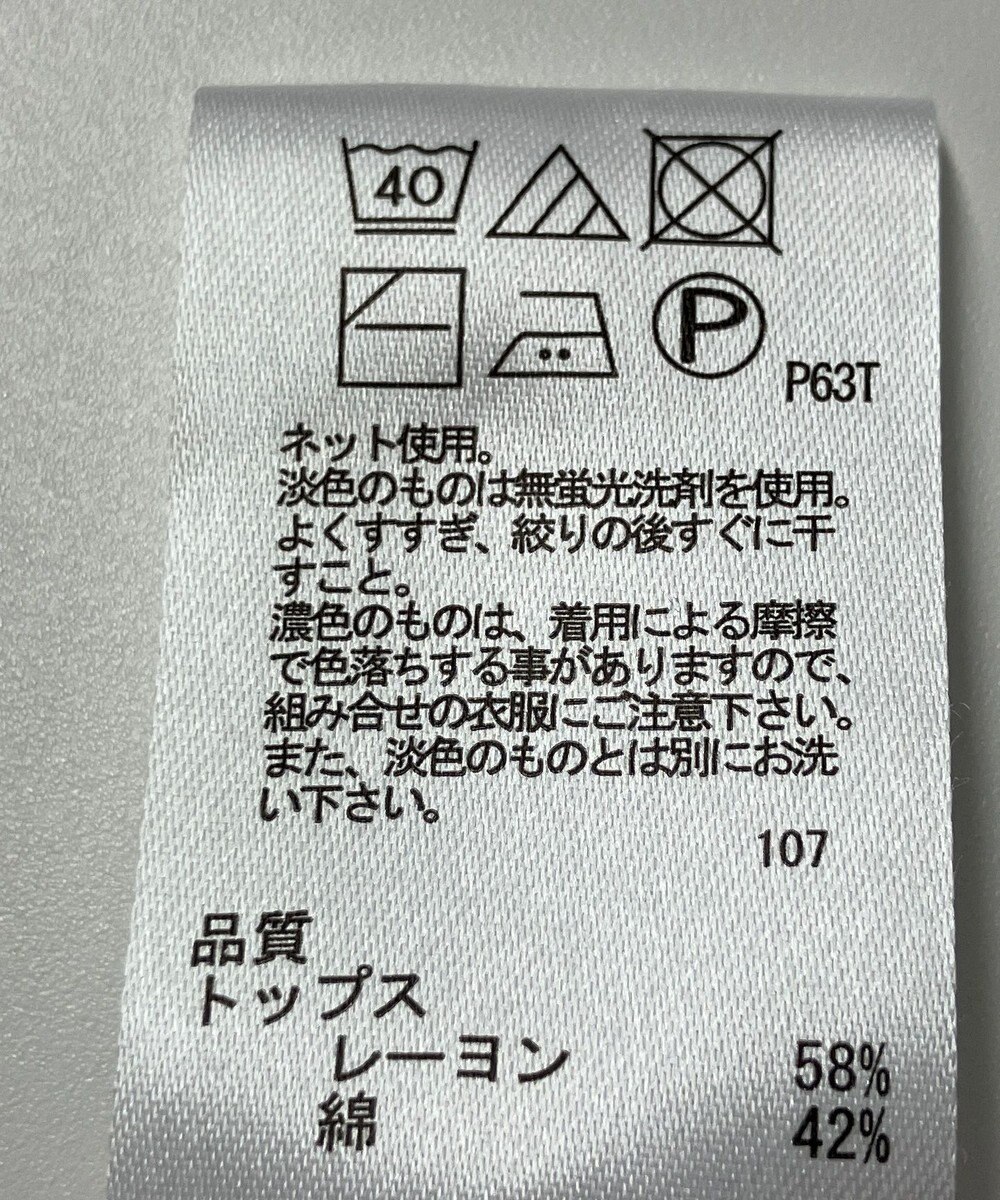 40
P
P63T
ネット使用。
淡色のものは無蛍光洗剤を使用。
よくすすぎ、絞りの後すぐに干
すこと。
濃色のものは、着用による摩擦
で色落ちする事がありますので、
組み合せの衣服にご注意下さい。
また、淡色のものとは別にお洗
い下さい。
107
品質
トップス
レーヨン 58%
綿 42%